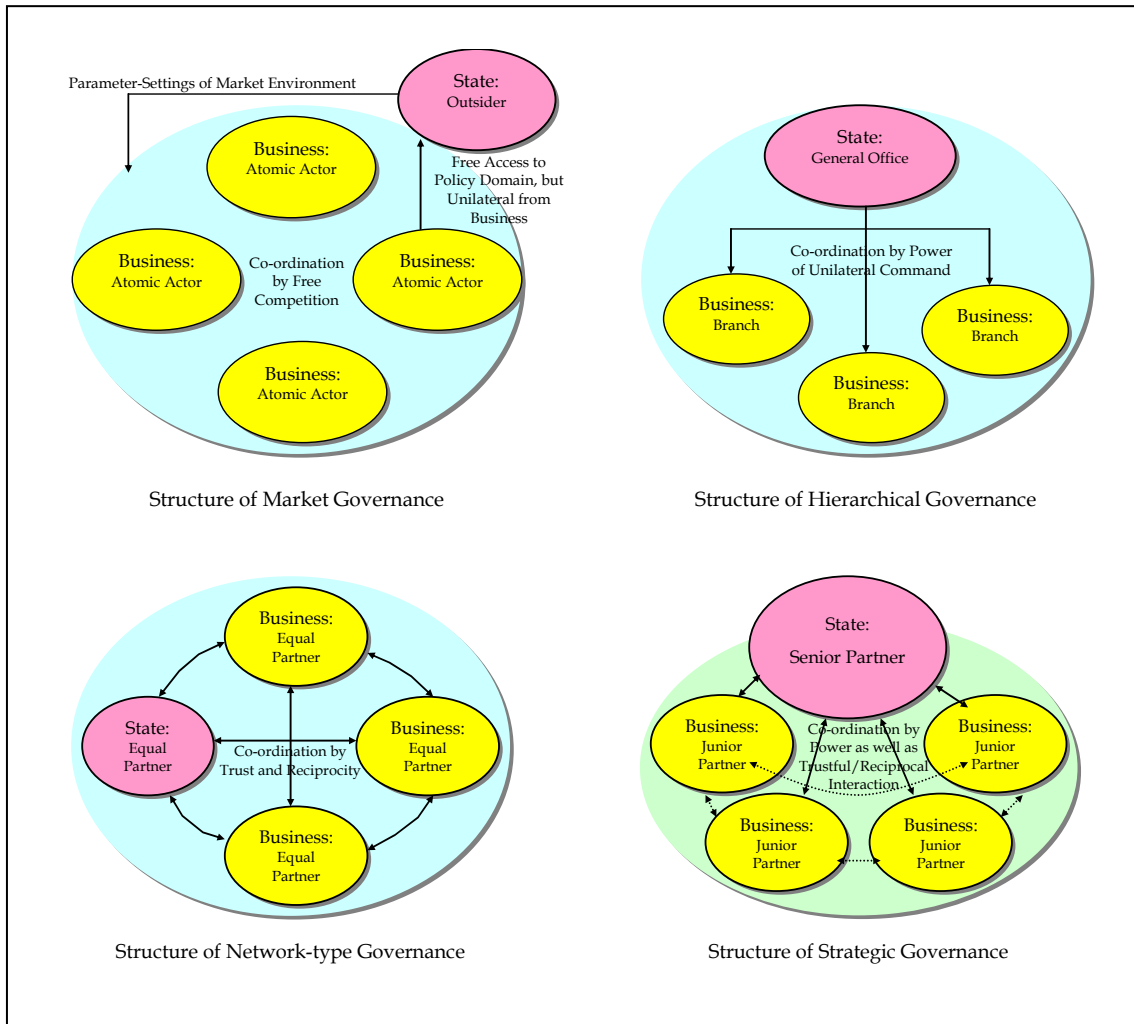 Parameter-Settings of Market Environment
State:
Outsider
Business:
Atomic Actor
Free Access to
Policy Domain, but
Unilateral from
Business
Business:
Atomic Actor
Co-ordination
by Free
Competition
Business:
Atomic Actor
Business:
Atomic Actor
Structure of Market Governance
State:
General Office
Co-ordination by Power
of Unilateral Command
Business:
Branch
Business:
Branch
Business:
Branch
Structure of Hierarchical Governance
Business:
Equal
Partner
State:
Equal
Partner
Co-ordination by
Trust and Reciprocity
Business:
Equal
Partner
Business:
Equal
Partner
Structure of Network-type Governance
State:
Senior Partner
Business:
Junior
Partner
Co-ordination by
Power as well as
Trustful/Reciprocal
Interaction
Business:
Junior
Partner
Business:
Junior
Partner
Business:
Junior
Partner
Structure of Strategic Governance